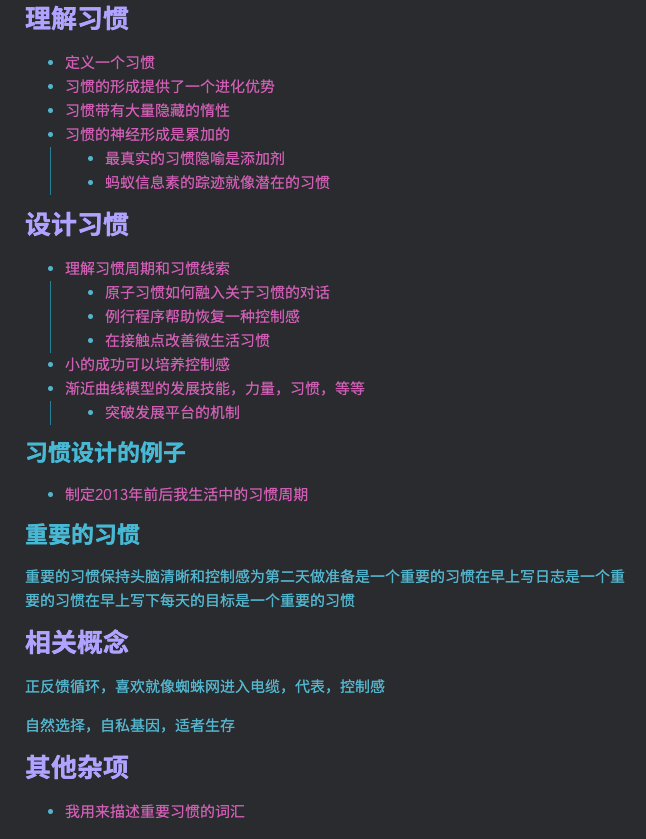 理解习惯
定义一个习惯
习惯的形成提供了一个进化优势
习惯带有大量隐藏的惰性
习惯的神经形成是累加的
最真实的习惯隐喻是添加剂
蚂蚁信息素的踪迹就像潜在的习惯
设计习惯
理解习惯周期和习惯线索
原子习惯如何融入关于习惯的对话
例行程序帮助恢复一种控制感
在接触点改善微生活习惯
小的成功可以培养控制感
渐近曲线模型的发展技能，力量，习惯，等等
突破发展平台的机制
习惯设计的例子
制定2013年前后我生活中的习惯周期
重要的习惯
重要的习惯保持头脑清晰和控制感为第二天做准备是一个重要的习惯在早上写日志是一个重
要的习惯在早上写下每天的目标是一个重要的习惯
相关概念
正反馈循环，喜欢就像蜘蛛网进入电缆，代表，控制感
自然选择，自私基因，适者生存
其他杂项
我用来描述重要习惯的词汇